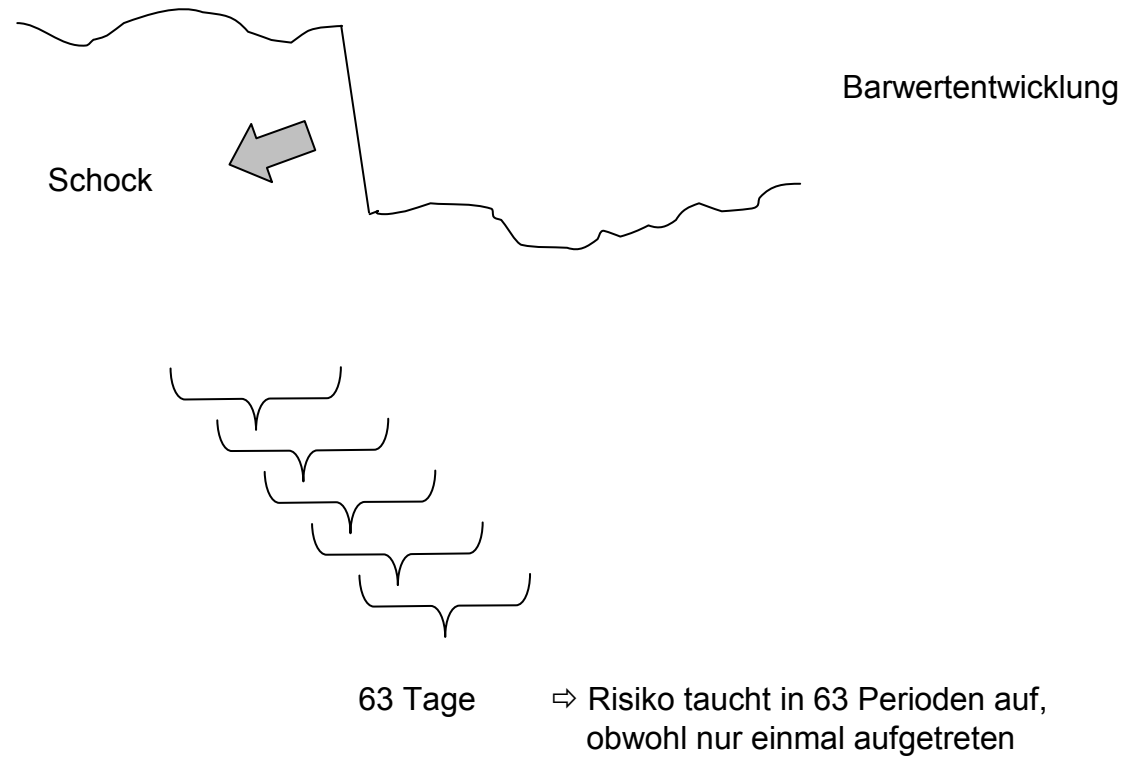 Barwertentwicklung
Schock
63 Tage ⇨ Risiko taucht in 63 Perioden auf,
obwohl nur einmal aufgetreten